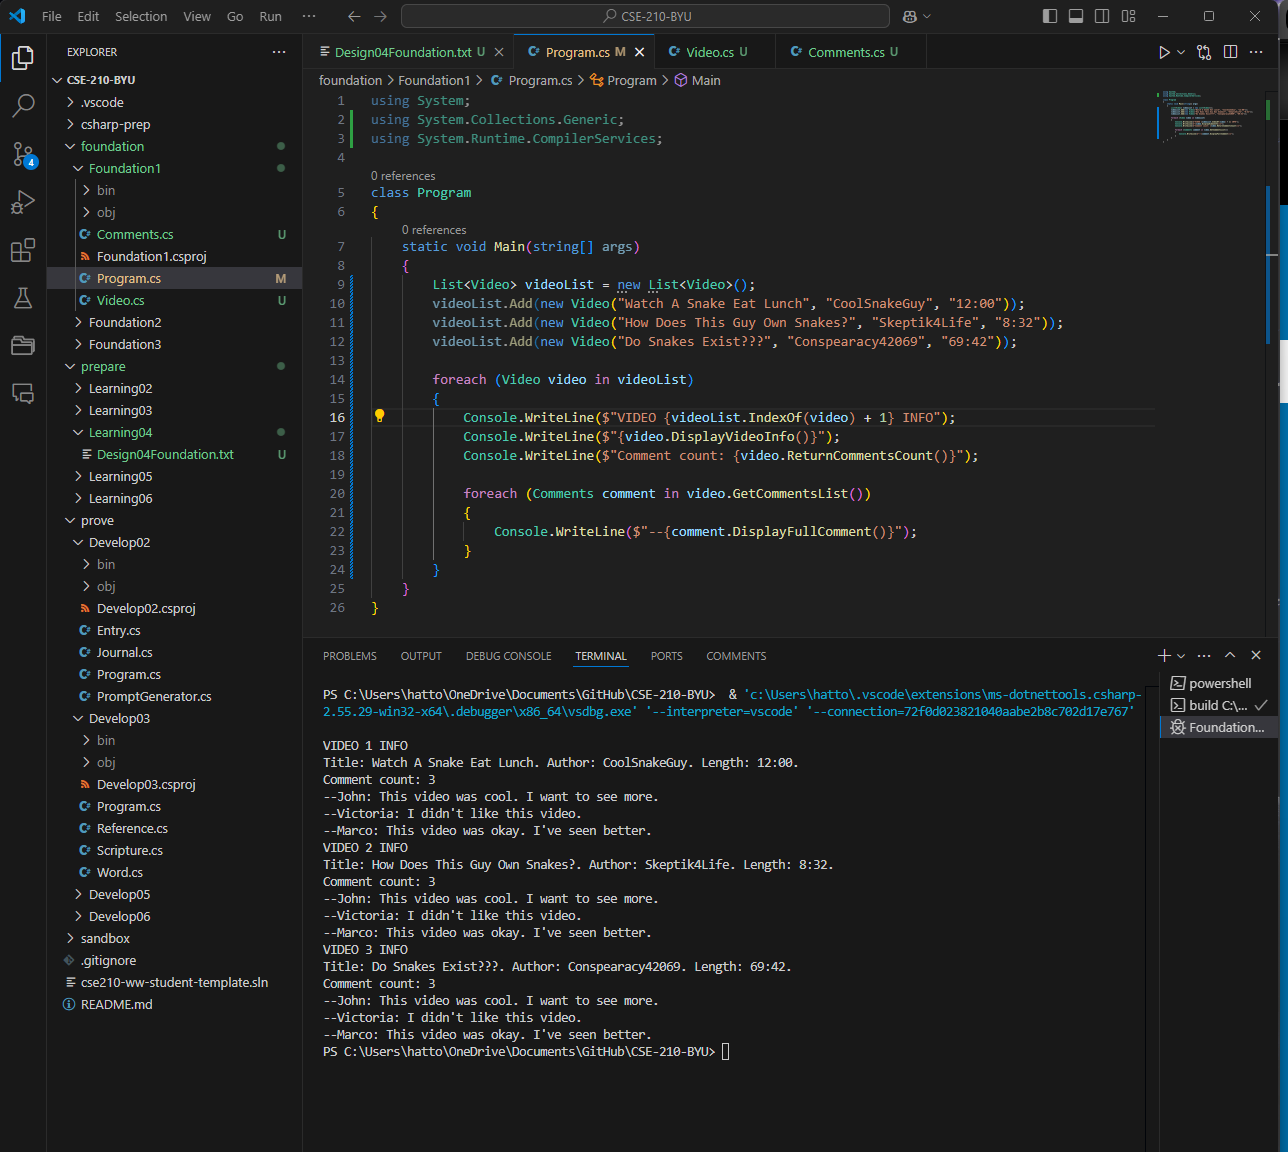 File Edit Selection View Go Run ··· CSE-210-BYU
EXPLORER ···
CSE-210-BYU
.vscode
csharp-prep
foundation
Foundation1
bin
obj
Comments.cs U
Foundation1.csproj
Program.cs M
Video.cs U
Foundation2
Foundation3
prepare
Learning02
Learning03
Learning04
Design04Foundation.txt U
Learning05
Learning06
prove
Develop02
bin
obj
Develop02.csproj
Entry.cs
Journal.cs
Program.cs
PromptGenerator.cs
Develop03
bin
obj
Develop03.csproj
Program.cs
Reference.cs
Scripture.cs
Word.cs
Develop05
Develop06
sandbox
.gitignore
cse210-ww-student-template.sln
README.md
4
Design04Foundation.txt U Program.cs M Video.cs U Comments.cs U
foundation > Foundation1 > Program.cs > Program > Main
1 using System;
2 using System.Collections.Generic;
3 using System.Runtime.CompilerServices;
4
0 references
5 class Program
6 {
0 references
7 static void Main(string[] args)
8 {
9 List<Video> videoList = new List<Video>();
10 videoList.Add(new Video("Watch A Snake Eat Lunch", "CoolSnakeGuy", "12:00"));
11 videoList.Add(new Video("How Does This Guy Own Snakes?", "Skeptik4Life", "8:32"));
12 videoList.Add(new Video("Do Snakes Exist???", "Conspearacy42069", "69:42"));
13
14 foreach (Video video in videoList)
15 {
16 Console.WriteLine($"VIDEO {videoList.IndexOf(video) + 1} INFO");
17 Console.WriteLine($"{video.DisplayVideoInfo()}");
18 Console.WriteLine($"Comment count: {video.ReturnCommentsCount()}");
19
20 foreach (Comments comment in video.GetCommentsList())
21 {
22 Console.WriteLine($"--{comment.DisplayFullComment()}");
23 }
24 }
25 }
26 }
PROBLEMS OUTPUT DEBUG CONSOLE TERMINAL PORTS COMMENTS
PS C:\Users\hatto\OneDrive\Documents\GitHub\CSE-210-BYU> & 'c:\Users\hatto\.vscode\extensions\ms-dotnettools.csharp-
2.55.29-win32-x64\.debugger\x86_64\vsdbg.exe' '--interpreter=vscode' '--connection=72f0d023821040aabe2b8c702d17e767'
VIDEO 1 INFO
Title: Watch A Snake Eat Lunch. Author: CoolSnakeGuy. Length: 12:00.
Comment count: 3
--John: This video was cool. I want to see more.
--Victoria: I didn't like this video.
--Marco: This video was okay. I've seen better.
VIDEO 2 INFO
Title: How Does This Guy Own Snakes?. Author: Skeptik4Life. Length: 8:32.
Comment count: 3
--John: This video was cool. I want to see more.
--Victoria: I didn't like this video.
--Marco: This video was okay. I've seen better.
VIDEO 3 INFO
Title: Do Snakes Exist???. Author: Conspearacy42069. Length: 69:42.
Comment count: 3
--John: This video was cool. I want to see more.
--Victoria: I didn't like this video.
--Marco: This video was okay. I've seen better.
PS C:\Users\hatto\OneDrive\Documents\GitHub\CSE-210-BYU>
powershell
build C:\...
Foundation...